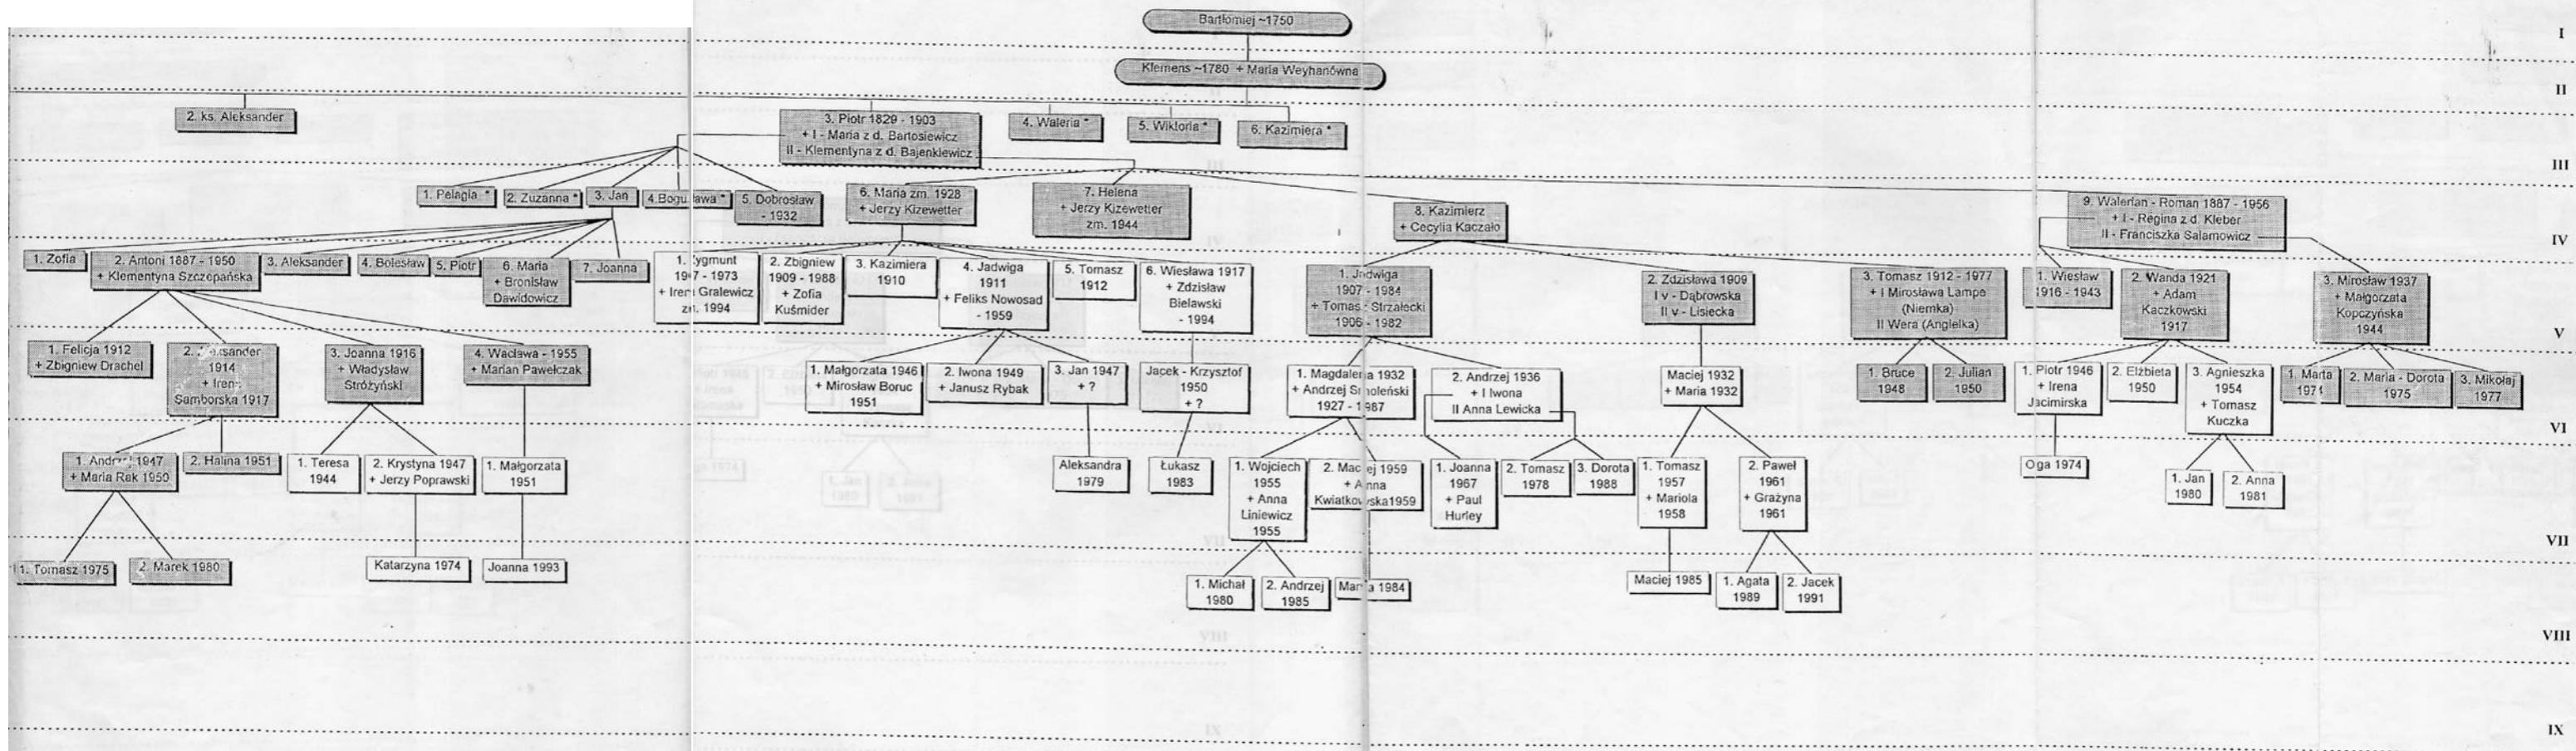 Bartłomiej ~1750
I
Klemens ~1780 + Maria Weyhanówna
II
2. ks. Aleksander
3. Piotr 1829 - 1903
+ I - Maria z d. Bartosiewicz
II - Klementyna z d. Bajenkiewicz
4. Waleria *
5. Wiktoria *
6. Kazimiera *
III
1. Pelagia *
2. Zuzanna *
3. Jan
5. Dobrosław
- 1932
6. Maria zm. 1928
+ Jerzy Kizewetter
7. Helena
+ Jerzy Kizewetter
zm. 1944
8. Kazimierz
+ Cecylia Kaczało
9. Walerian - Roman 1887 - 1956
+ I - Regina z d. Kleber
II - Franciszka Salamowicz
IV
1. Zofia
2. Antoni 1887 - 1950
+ Klementyna Szczepańska
3. Aleksander
4. Bolesław
5. Piotr
6. Maria
+ Bronisław
Dawidowicz
7. Joanna
1.
- 1973
Gralewicz
1994
2. Zbigniew
1909 - 1988
+ Zofia
Kuśmider
3. Kazimiera
1910
4. Jadwiga
1911
+ Feliks Nowosad
- 1959
5. Tomasz
1912
6. Wiesława 1917
+ Zdzisław
Bielawski
- 1994
1. Jadwiga
1907 - 1984
+ Tomasz Strzałecki
1906 - 1982
2. Zdzisława 1909
I v - Dąbrowska
II v - Lisiecka
3. Tomasz 1912 - 1977
+ I Mirosława Lampe
(Niemka)
II Wera (Angielka)
1. Wiesław
1916 - 1943
2. Wanda 1921
+ Adam
Kaczkowski
1917
3. Mirosław 1937
+ Małgorzata
Kopczyńska
1944
V
1. Felicja 1912
+ Zbigniew Drachel
2.
1914
+
Samborska 1917
3. Joanna 1916
+ Władysław
Stróżyński
4. Wacława - 1955
+ Marian Pawełczak
1. Małgorzata 1946
+ Mirosław Boruc
1951
2. Iwona 1949
+ Janusz Rybak
3. Jan 1947
+ ?
Jacek - Krzysztof
1950
+ ?
1. Magdalena 1932
+ Andrzej Smoleński
1927 - 1987
2. Andrzej 1936
+ I Iwona
II Anna Lewicka
Maciej 1932
+ Maria 1932
1. Bruce
1948
2. Julian
1950
1. Piotr 1946
+ Irena
Jacimirska
2. Elżbieta
1950
3. Agnieszka
1954
+ Tomasz
Kuczka
1. Marta
2. Maria - Dorota
1975
3. Mikołaj
1977
VI
1. 1947
+ Maria Rak 1950
2. Halina 1951
1. Teresa
1944
2. Krystyna 1947
+ Jerzy Poprawski
1. Małgorzata
1951
Aleksandra
1979
Łukasz
1983
1. Wojciech
1955
+ Anna
Liniewicz
1955
2. Maciej 1959
+ Anna
Kwiatkowska1959
1. Joanna
1967
+ Paul
Hurley
2. Tomasz
1978
3. Dorota
1988
1. Tomasz
1957
+ Mariola
1958
2. Paweł
1961
+ Grażyna
1961
Oga 1974
1. Jan
1980
2. Anna
1981
VII
1. Tomasz 1975
2. Marek 1980
Katarzyna 1974
Joanna 1993
1. Michał
1980
2. Andrzej
1985
1984
Maciej 1985
1. Agata
1989
2. Jacek
1991
VIII
IX